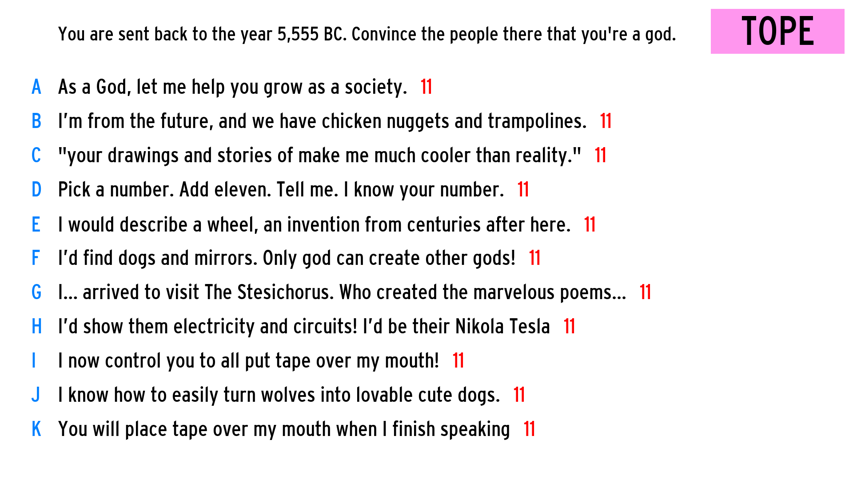 You are sent back to the year 5,555 BC. Convince the people there that you're a god.
TOPE
A As a God, let me help you grow as a society. 11
B I'm from the future, and we have chicken nuggets and trampolines. 11
C "your drawings and stories of make me much cooler than reality." 11
D Pick a number. Add eleven. Tell me. I know your number. 11
E I would describe a wheel, an invention from centuries after here. 11
F I'd find dogs and mirrors. Only god can create other gods! 11
G I... arrived to visit The Stesichorus. Who created the marvelous poems... 11
H I'd show them electricity and circuits! I'd be their Nikola Tesla 11
I I now control you to all put tape over my mouth! 11
J I know how to easily turn wolves into lovable cute dogs. 11
K You will place tape over my mouth when I finish speaking 11